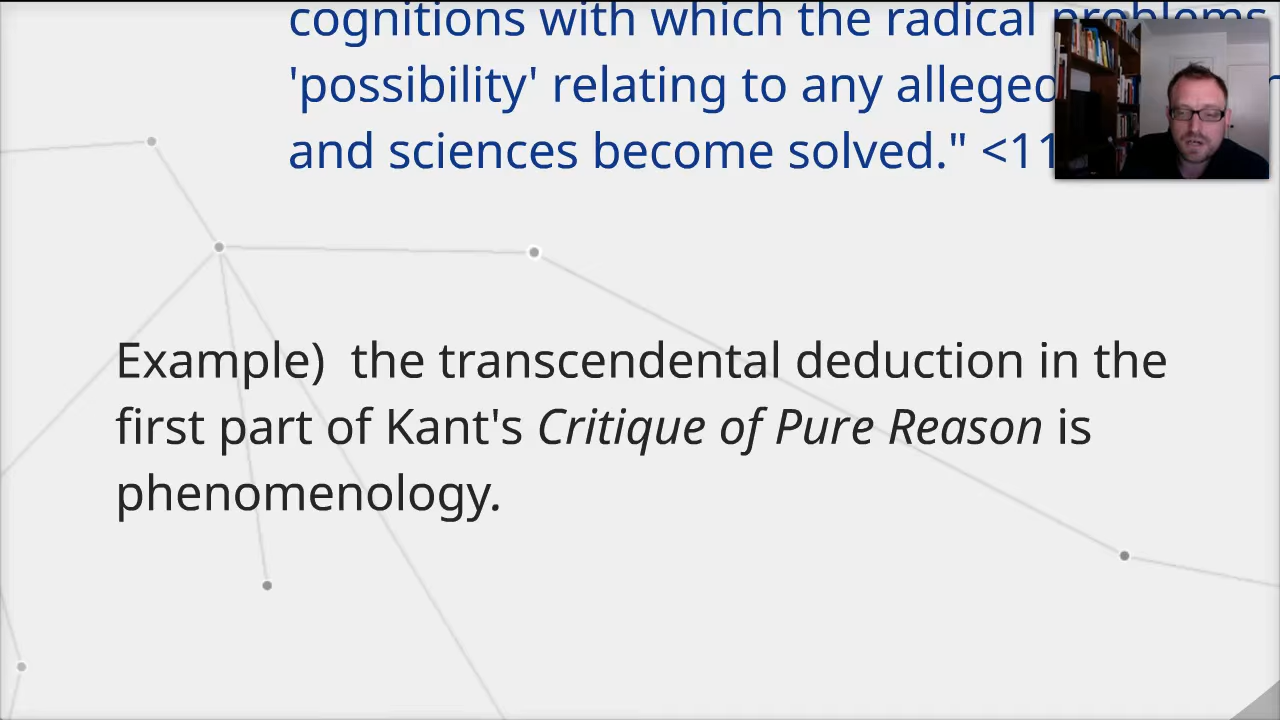 cognitions with which the radical problems
'possibility' relating to any alleged
and sciences become solved." <11
Example) the transcendental deduction in the
first part of Kant's Critique of Pure Reason is
phenomenology.